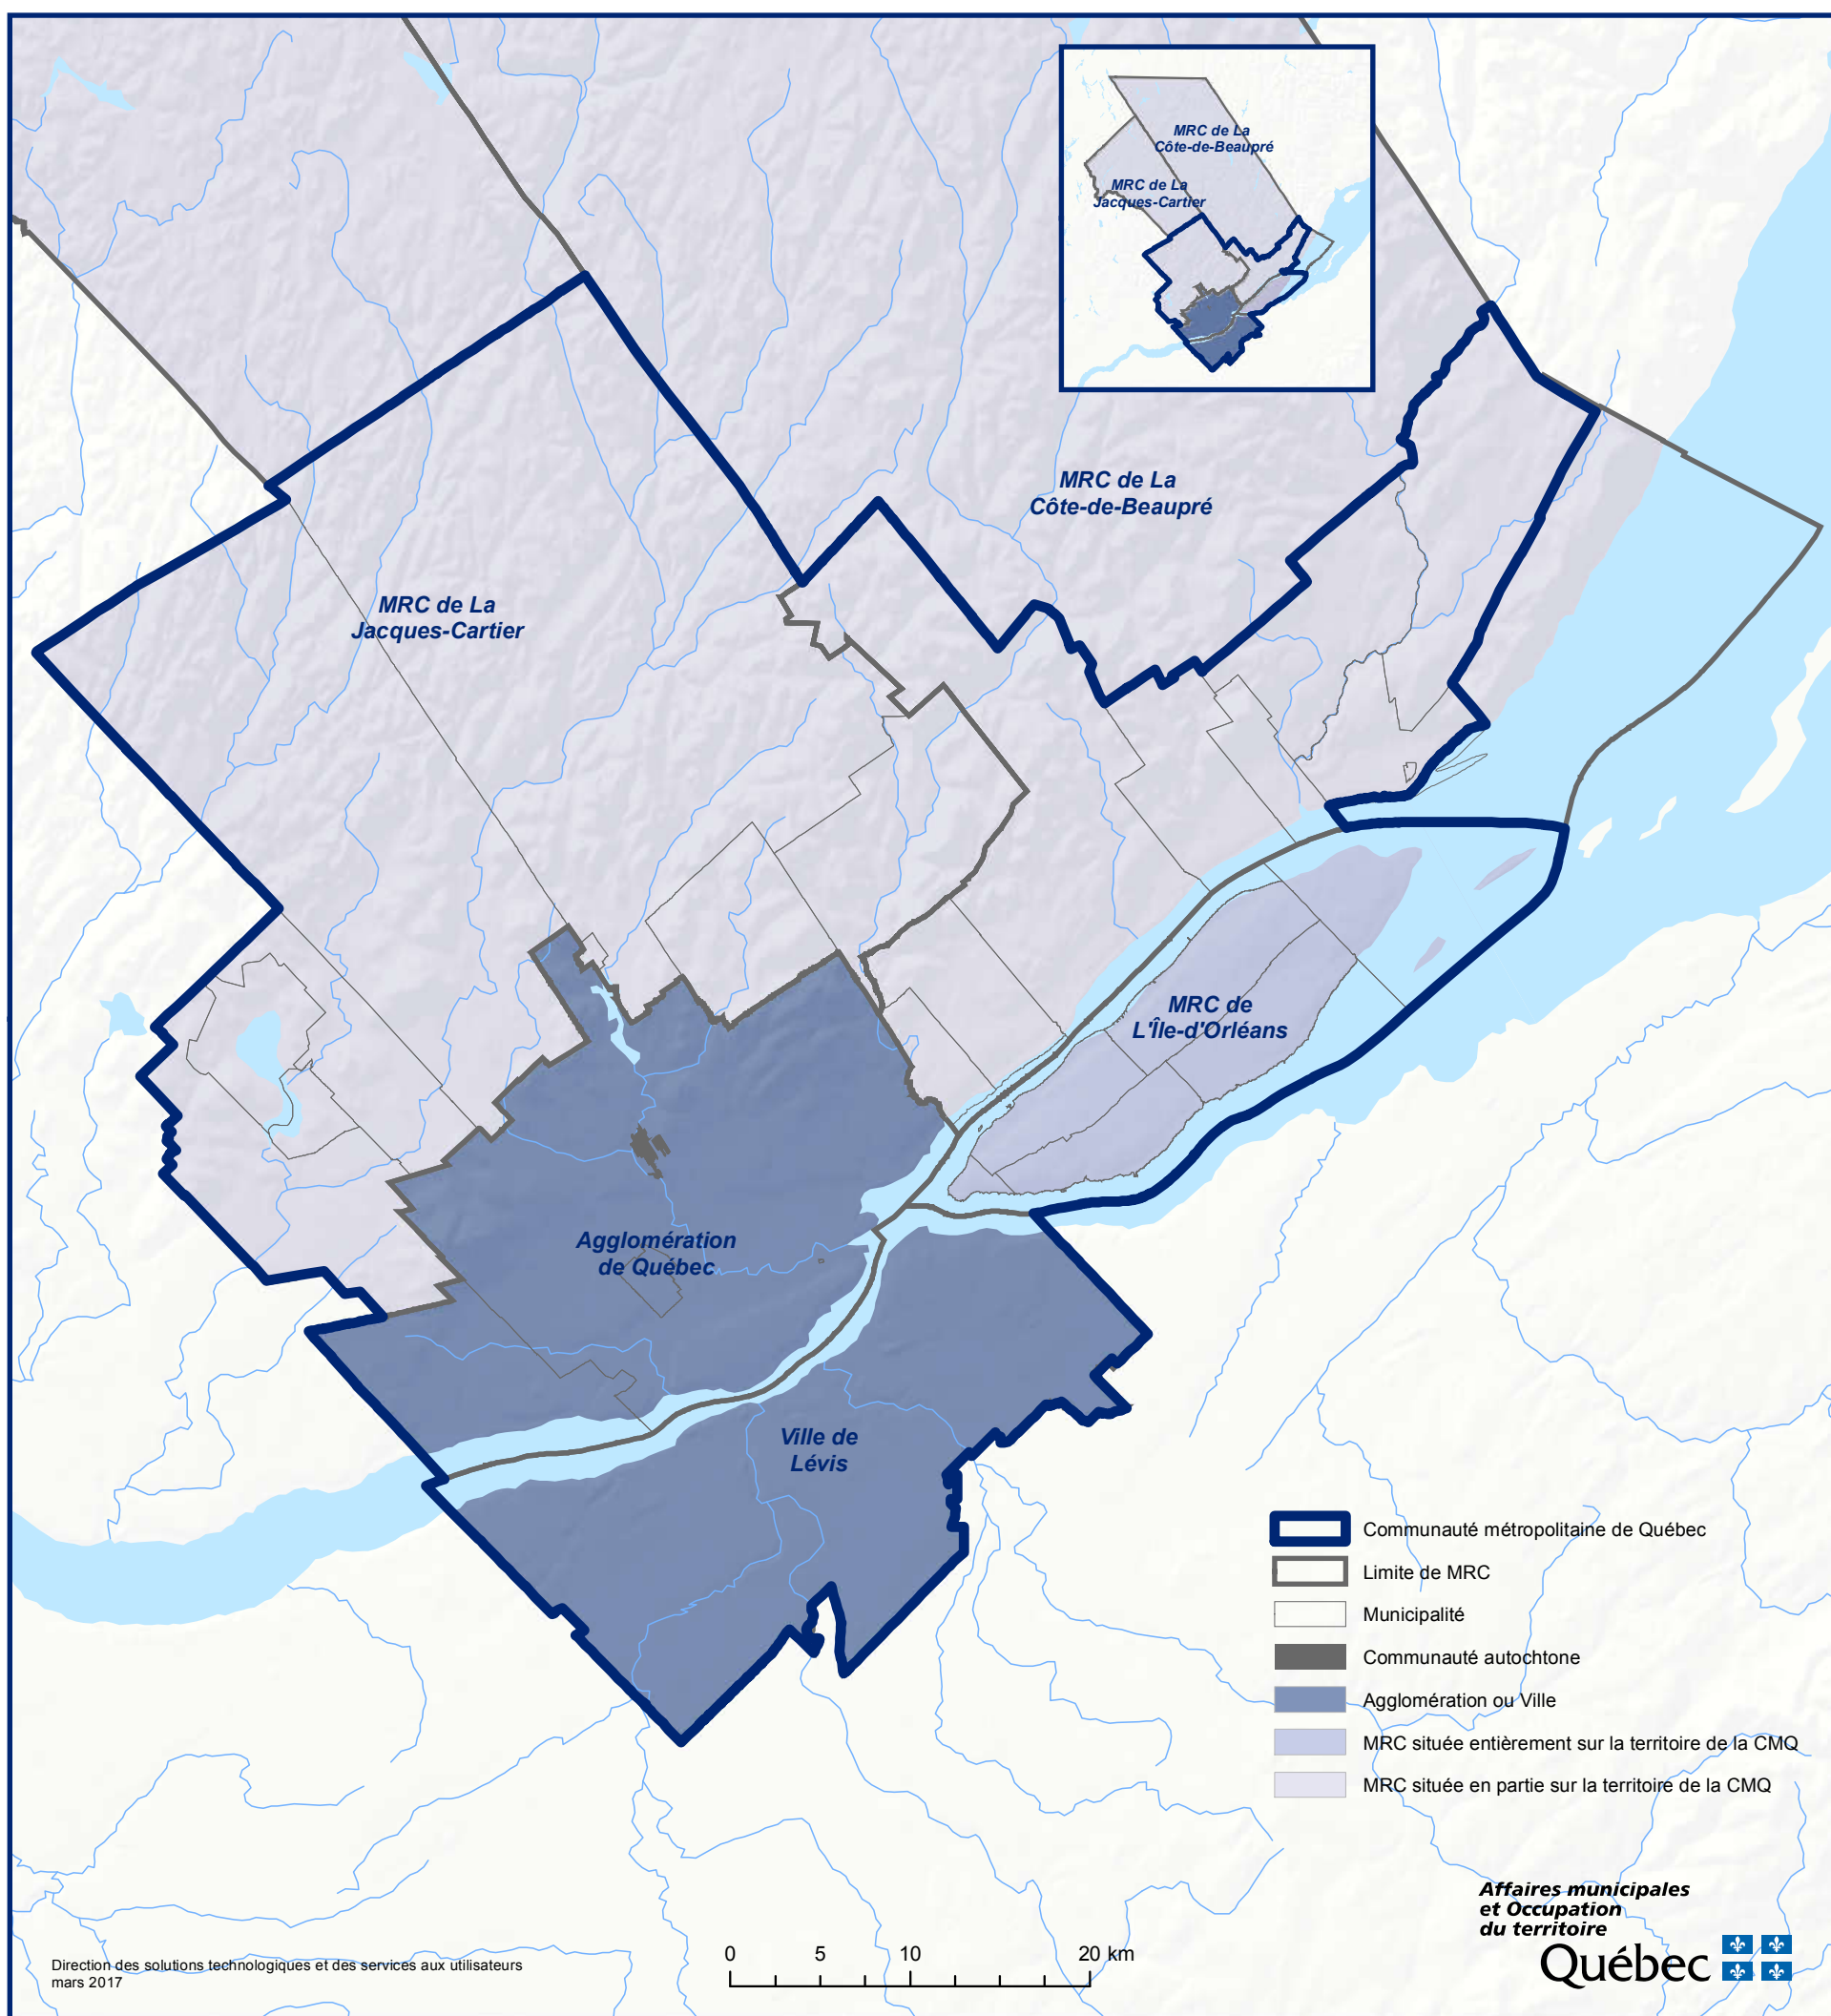 MRC de La
Côte-de-Beaupré
MRC de La
Jacques-Cartier
MRC de La
Côte-de-Beaupré
MRC de La
Jacques-Cartier
MRC de
L'Île-d'Orléans
Agglomération
de Québec
Ville de
Lévis
Communauté métropolitaine de Québec
Limite de MRC
Municipalité
Communauté autochtone
Agglomération ou Ville
MRC située entièrement sur la territoire de la CMQ
MRC située en partie sur la territoire de la CMQ
Affaires municipales
et Occupation
du territoire
Québec
0 5 10 20 km
Direction des solutions technologiques et des services aux utilisateurs
mars 2017